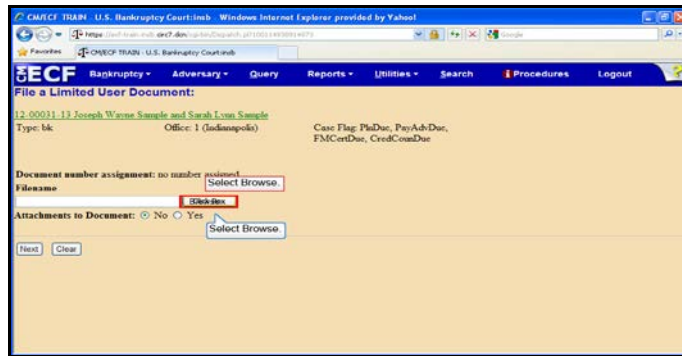 CM/ECF TRAIN - U.S. Bankruptcy Court:insb - Windows Internet Explorer provided by Yahoo!
Google
Favorites CM/ECF TRAIN - U.S. Bankruptcy Court:insb
ECF Bankruptcy Adversary Query Reports Utilities Search Procedures Logout ?
File a Limited User Document:
12-00031-13 Joseph Wayne Sample and Sarah Lynn Sample
Type: bk Office: 1 (Indianapolis) Case Flag: PlnDue, PayAdvDue,
FMCertDue, CredCounDue
Document number assignment: no number assigned
Select Browse.
Filename
Attachments to Document: No Yes
Select Browse.
Next Clear